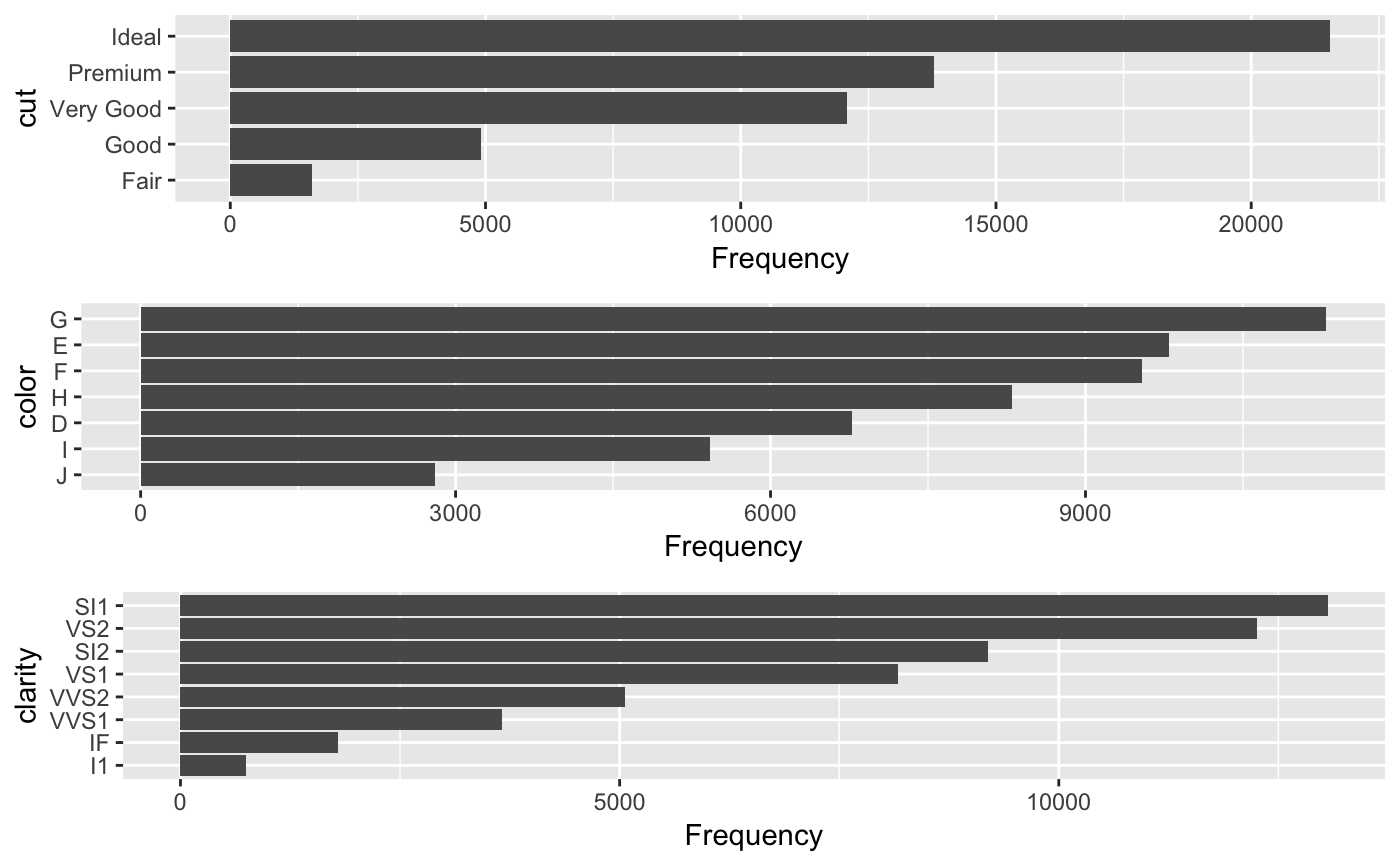 cut
Ideal
Premium
Very Good
Good
Fair
0 5000 10000 15000 20000
Frequency
color
G
E
F
H
D
I
J
0 3000 6000 9000
Frequency
clarity
SI1
VS2
SI2
VS1
VVS2
VVS1
IF
I1
0 5000 10000
Frequency